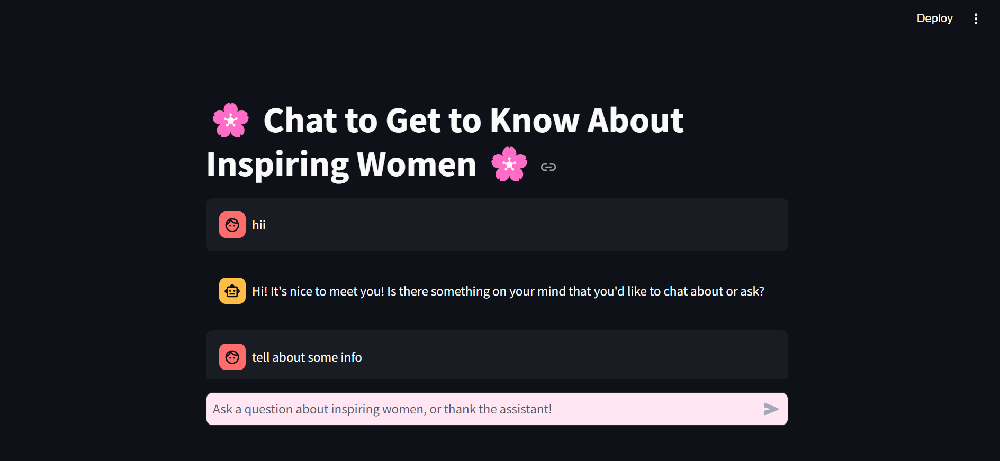 Deploy
🌸 Chat to Get to Know About
Inspiring Women 🌸
hii
Hi! It's nice to meet you! Is there something on your mind that you'd like to chat about or ask?
tell about some info
Ask a question about inspiring women, or thank the assistant!